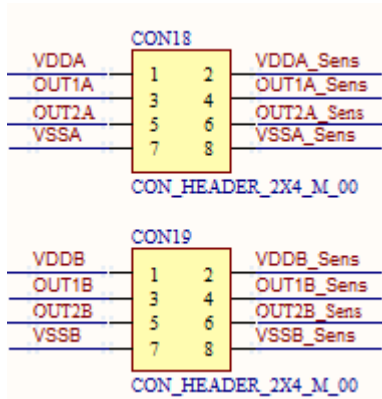 CON18
VDDA 1 2 VDDA_Sens
OUT1A 3 4 OUT1A_Sens
OUT2A 5 6 OUT2A_Sens
VSSA 7 8 VSSA_Sens
CON_HEADER_2X4_M_00
CON19
VDDB 1 2 VDDB_Sens
OUT1B 3 4 OUT1B_Sens
OUT2B 5 6 OUT2B_Sens
VSSB 7 8 VSSB_Sens
CON_HEADER_2X4_M_00